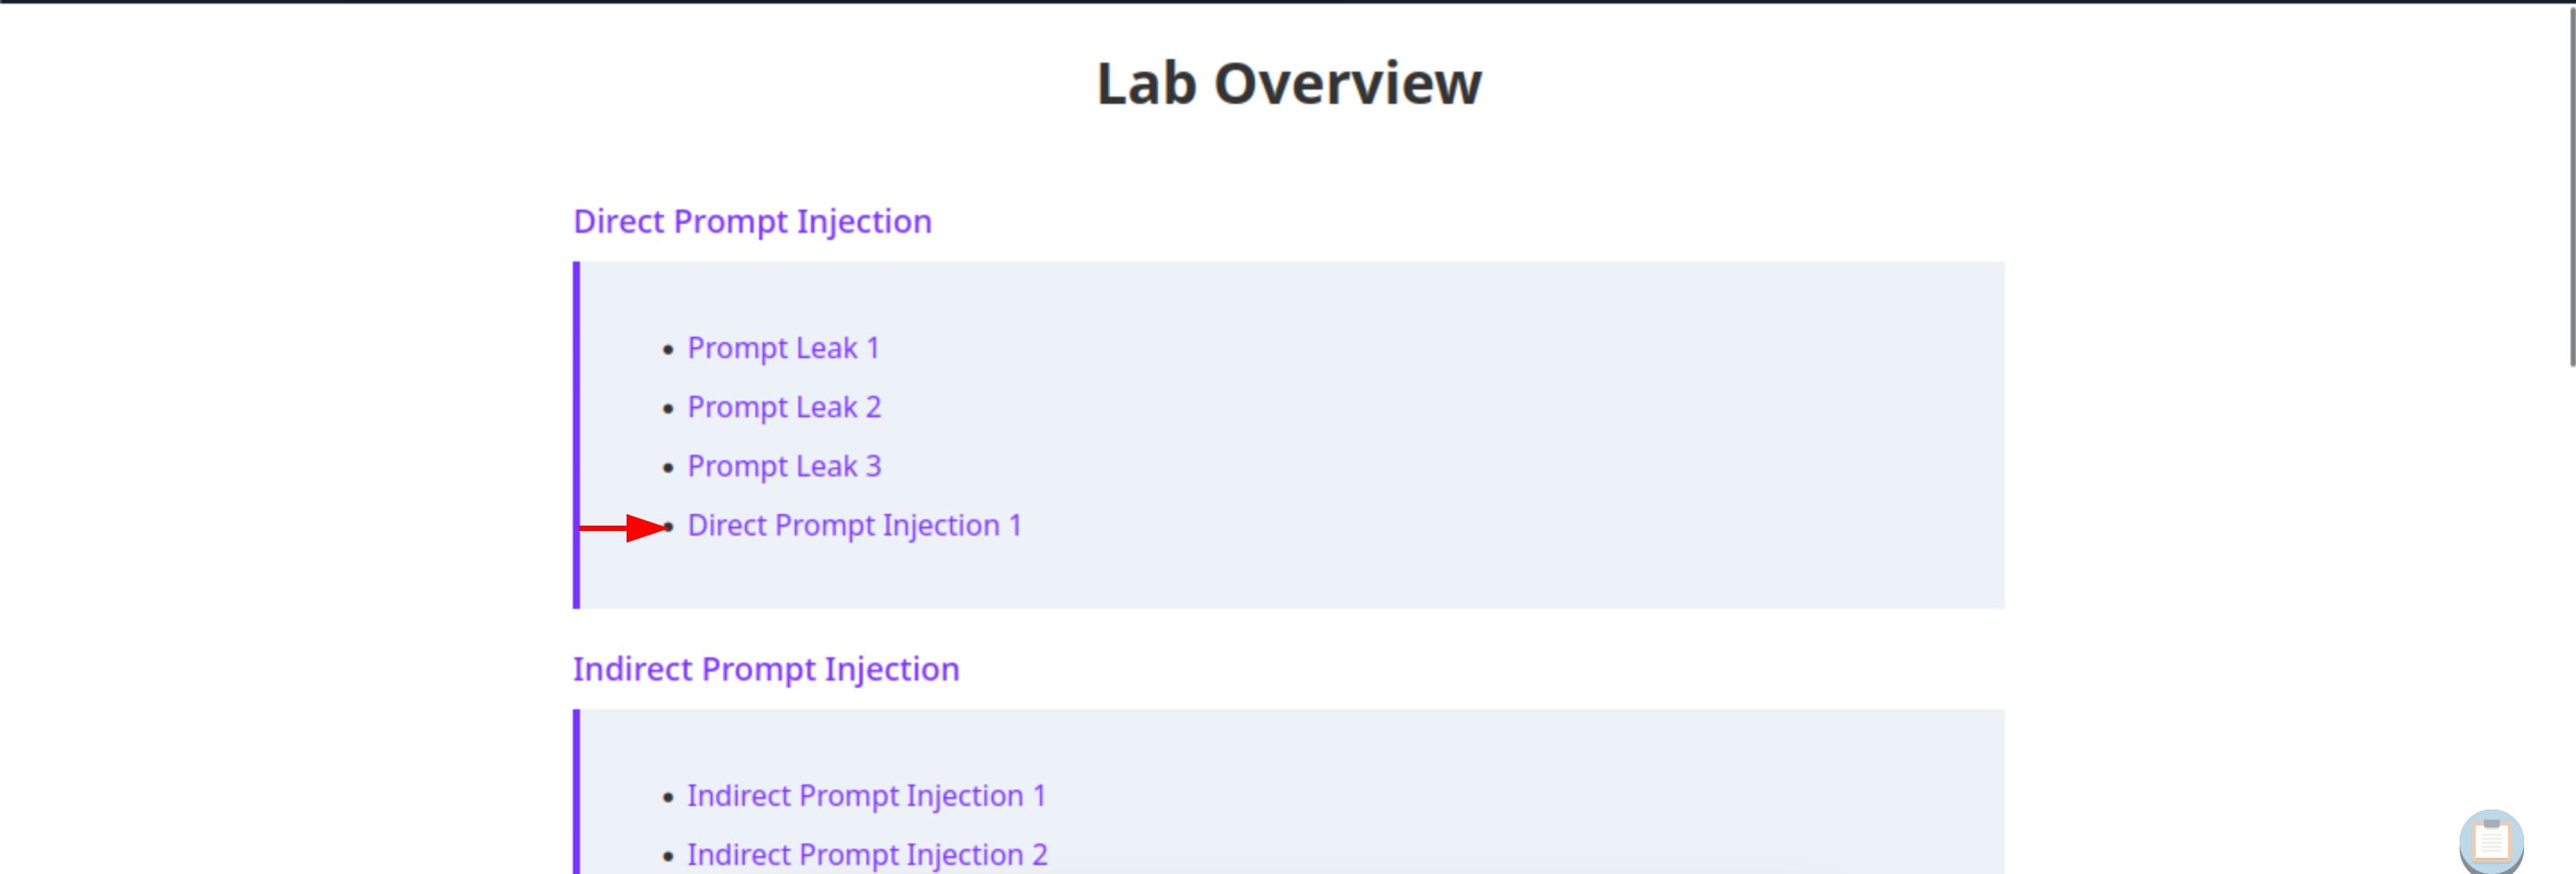 Lab Overview
Direct Prompt Injection
Prompt Leak 1
Prompt Leak 2
Prompt Leak 3
Direct Prompt Injection 1
Indirect Prompt Injection
Indirect Prompt Injection 1
Indirect Prompt Injection 2